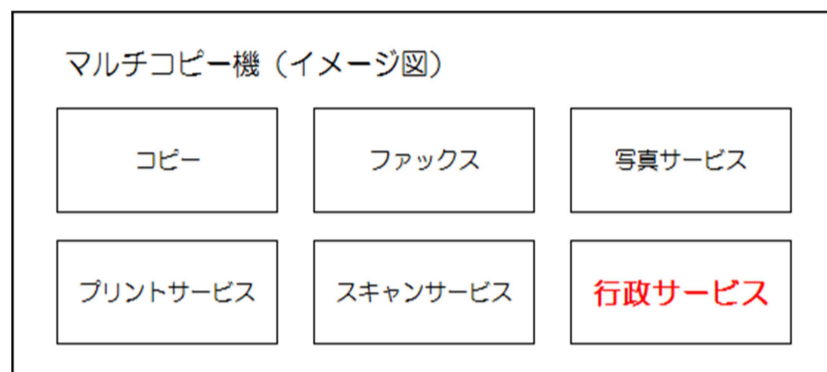 マルチコピー機（イメージ図）
コピー
ファックス
写真サービス
プリントサービス
スキャンサービス
行政サービス